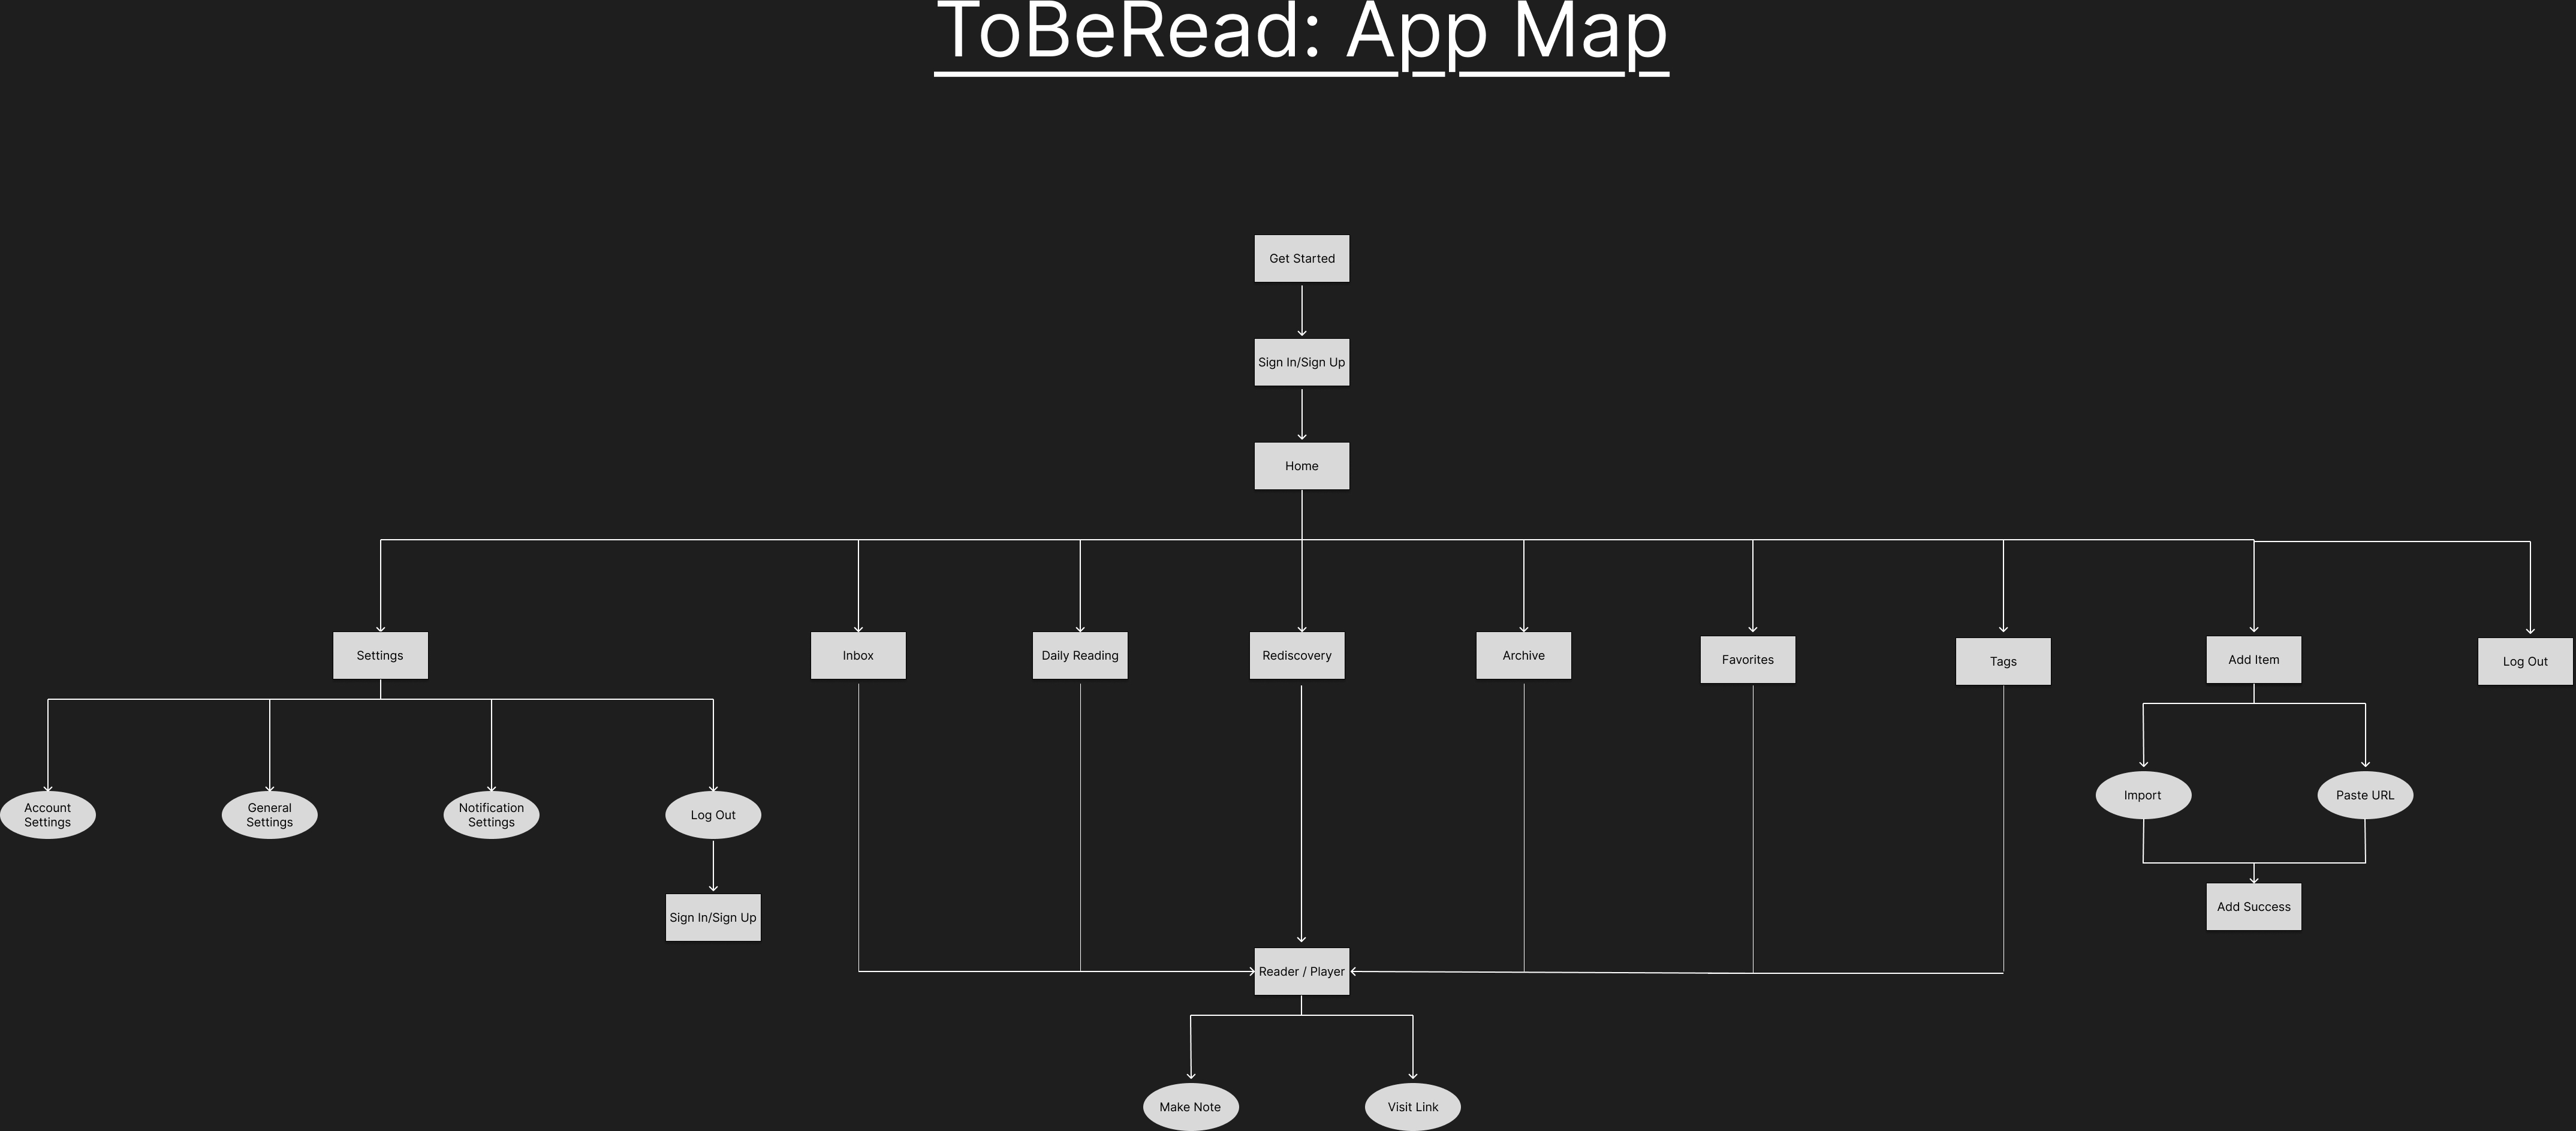 ToBeRead: App Map
Get Started
Sign In/Sign Up
Home
Settings
Inbox
Daily Reading
Rediscovery
Archive
Favorites
Tags
Add Item
Log Out
Account
Settings
General
Settings
Notification
Settings
Log Out
Import
Paste URL
Sign In/Sign Up
Add Success
Reader / Player
Make Note
Visit Link